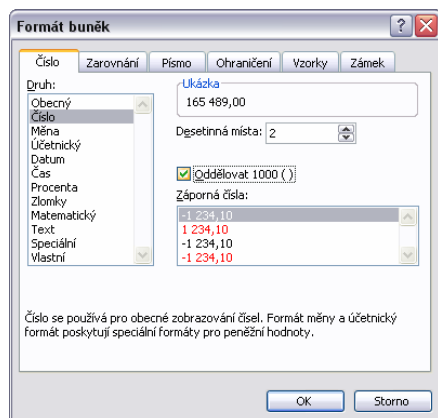 Formát buněk
Číslo Zarovnání Písmo Ohraničení Vzorky Zámek
Druh:
Obecný
Číslo
Měna
Účetnický
Datum
Čas
Procenta
Zlomky
Matematický
Text
Speciální
Vlastní
Ukázka
165 489,00
Desetinná místa: 2
Oddělovat 1000 ( )
Záporná čísla:
-1 234,10
1 234,10
-1 234,10
-1 234,10
Číslo se používá pro obecné zobrazování čísel. Formát měny a účetnický
formát poskytují speciální formáty pro peněžní hodnoty.
OK Storno